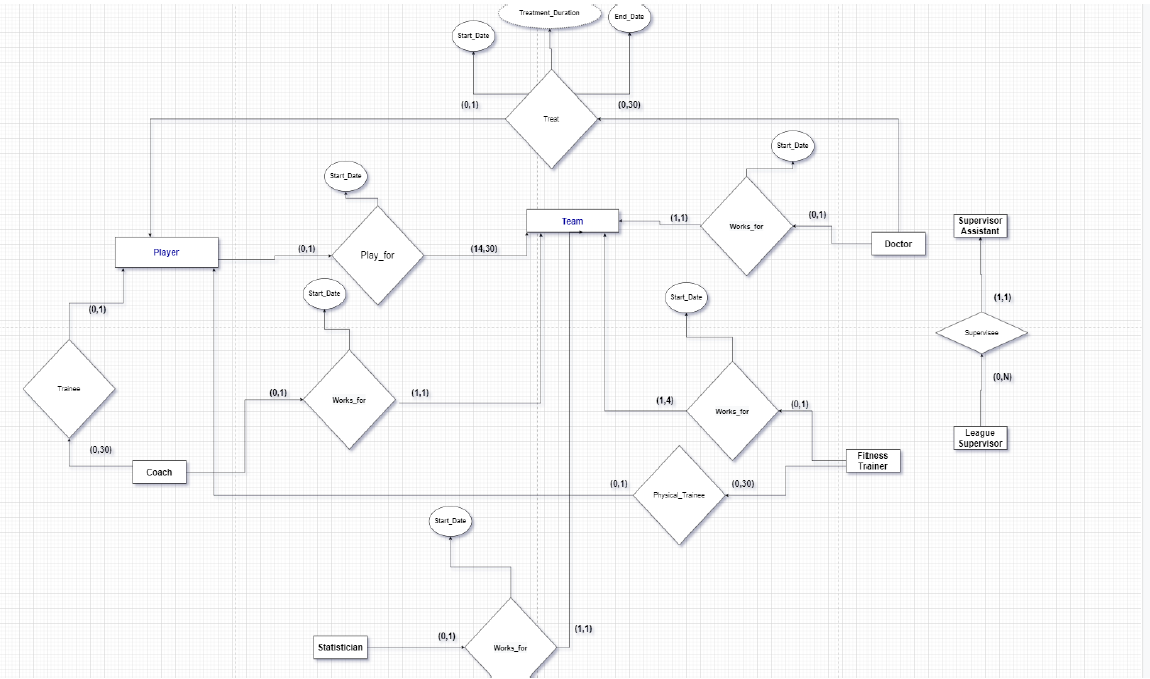 Treatment_Duration
End_Date
Start_Date
(0,1)
(0,30)
Treat
Start_Date
Start_Date
Team
(1,1)
(0,1)
Works_for
Supervisor
Assistant
Doctor
Player
(0,1)
Play_for
(14,30)
Start_Date
Start_Date
(1,1)
(0,1)
Supervisee
Trainee
(0,1)
Works_for
(1,1)
(1,4)
Works_for
(0,1)
(0,N)
(0,30)
Coach
League
Supervisor
Fitness
Trainer
(0,1)
Physical_Trainee
(0,30)
Start_Date
Statistician
(0,1)
Works_for
(1,1)